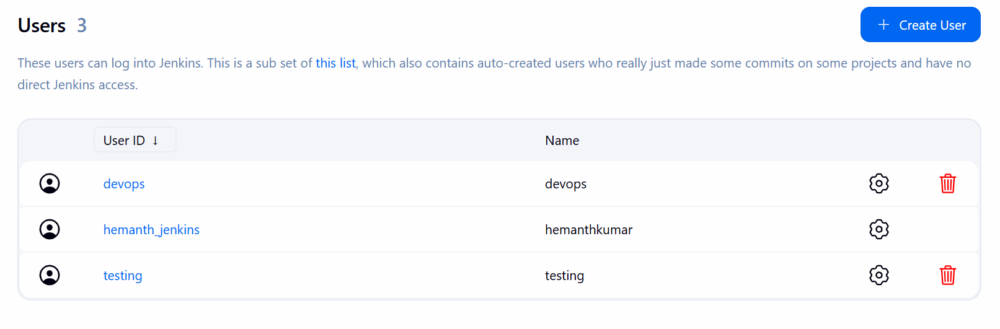 Users 3
+ Create User
These users can log into Jenkins. This is a sub set of this list, which also contains auto-created users who really just made some commits on some projects and have no
direct Jenkins access.
User ID ↓ Name
devops devops
hemanth_jenkins hemanthkumar
testing testing